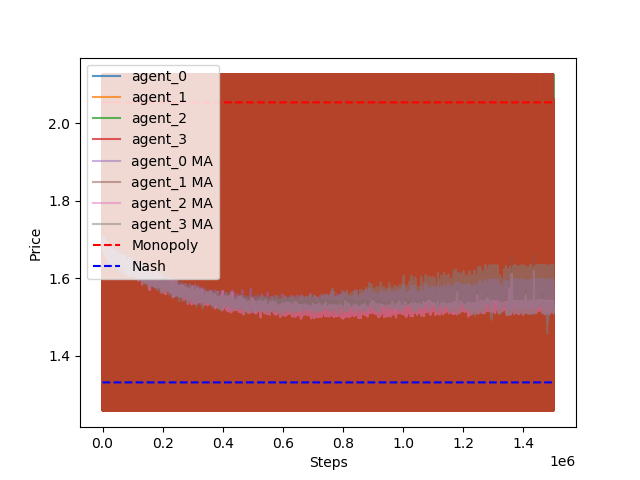 agent_0
agent_1
agent_2
agent_3
agent_0 MA
agent_1 MA
agent_2 MA
agent_3 MA
Monopoly
Nash
Price
2.0
1.8
1.6
1.4
0.0 0.2 0.4 0.6 0.8 1.0 1.2 1.4
1e6
Steps